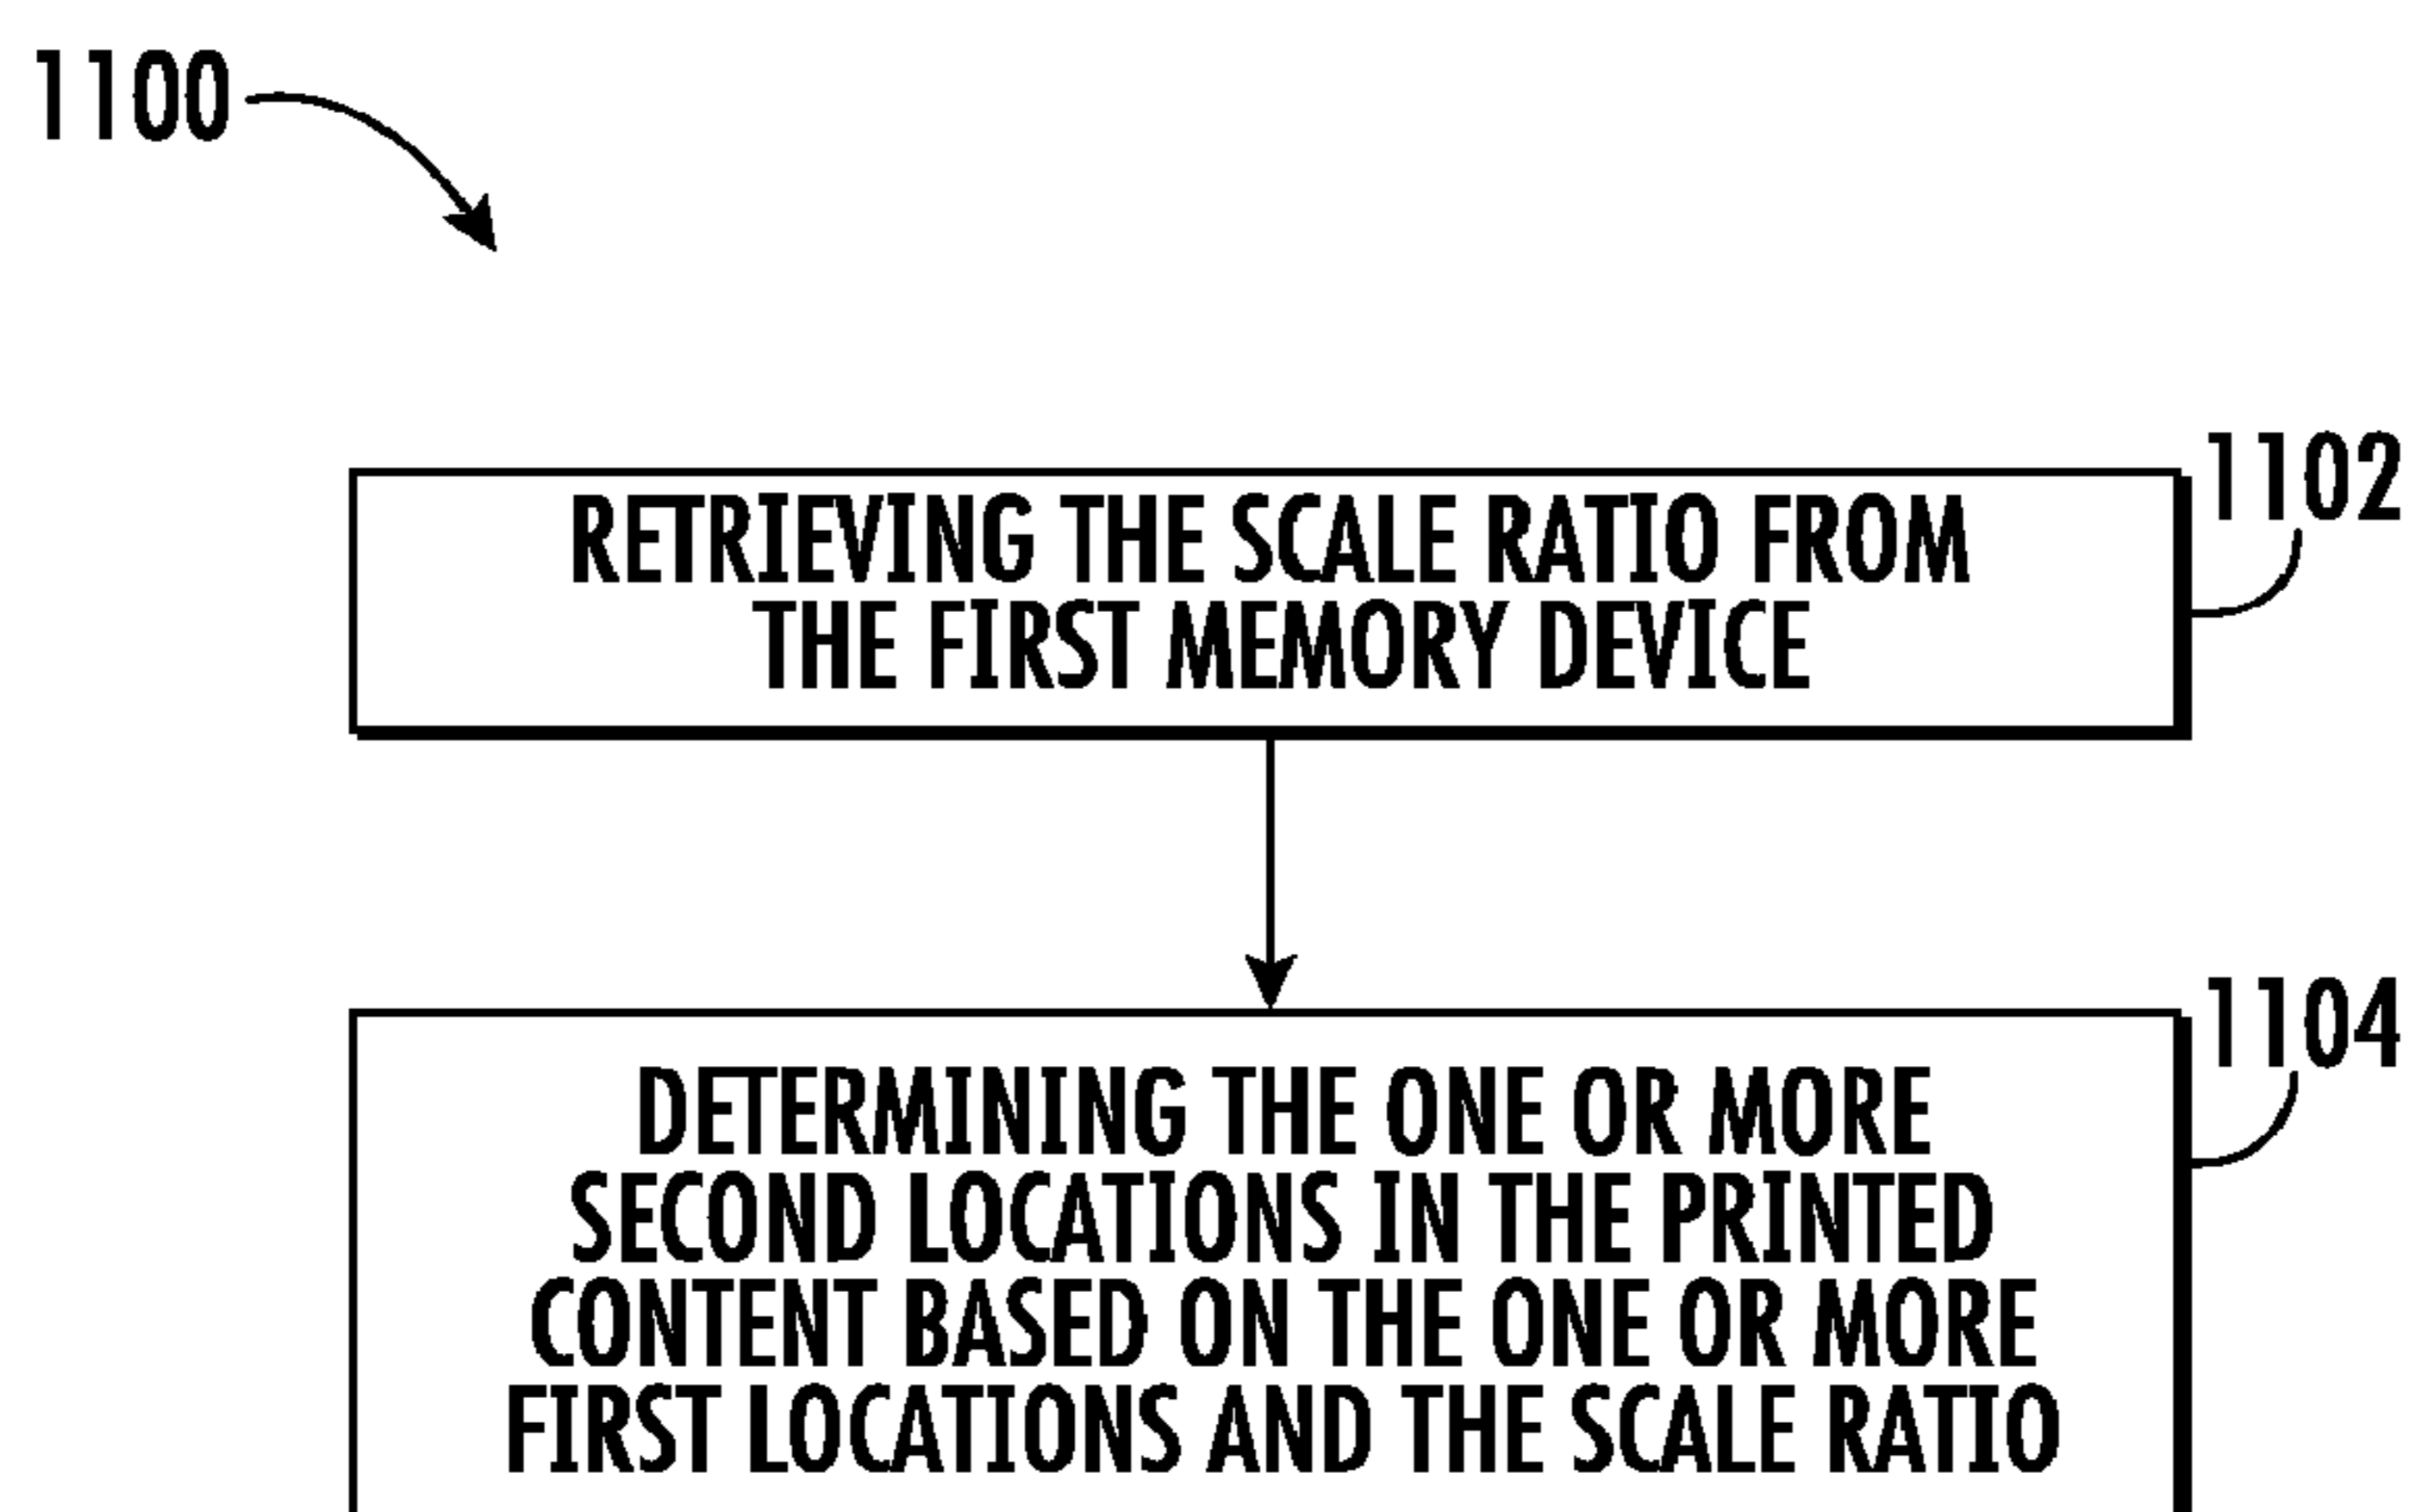 1100
1102
RETRIEVING THE SCALE RATIO FROM
THE FIRST MEMORY DEVICE
1104
DETERMINING THE ONE OR MORE
SECOND LOCATIONS IN THE PRINTED
CONTENT BASED ON THE ONE OR MORE
FIRST LOCATIONS AND THE SCALE RATIO